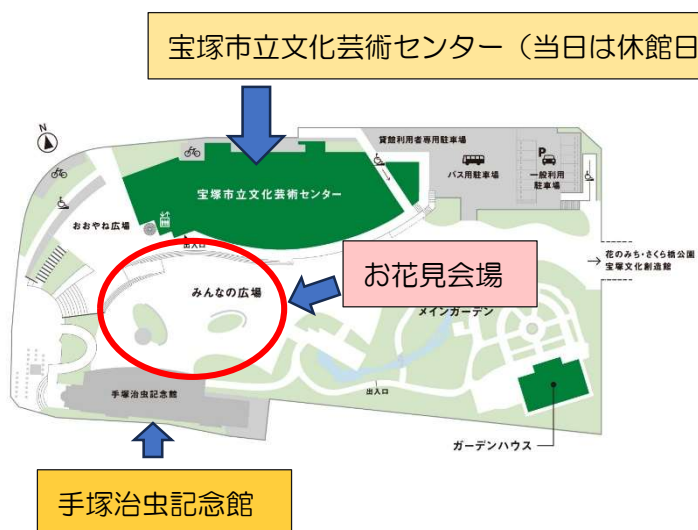 宝塚市立文化芸術センター（当日は休館日
N
貸館利用者専用駐車場
P
バス用駐車場
一般利用
駐車場
宝塚市立文化芸術センター
おおやね広場
出入口
花のみち・さくら橋公園
宝塚文化創造館
お花見会場
みんなの広場
メインガーデン
手塚治虫記念館
出入口
ガーデンハウス
手塚治虫記念館